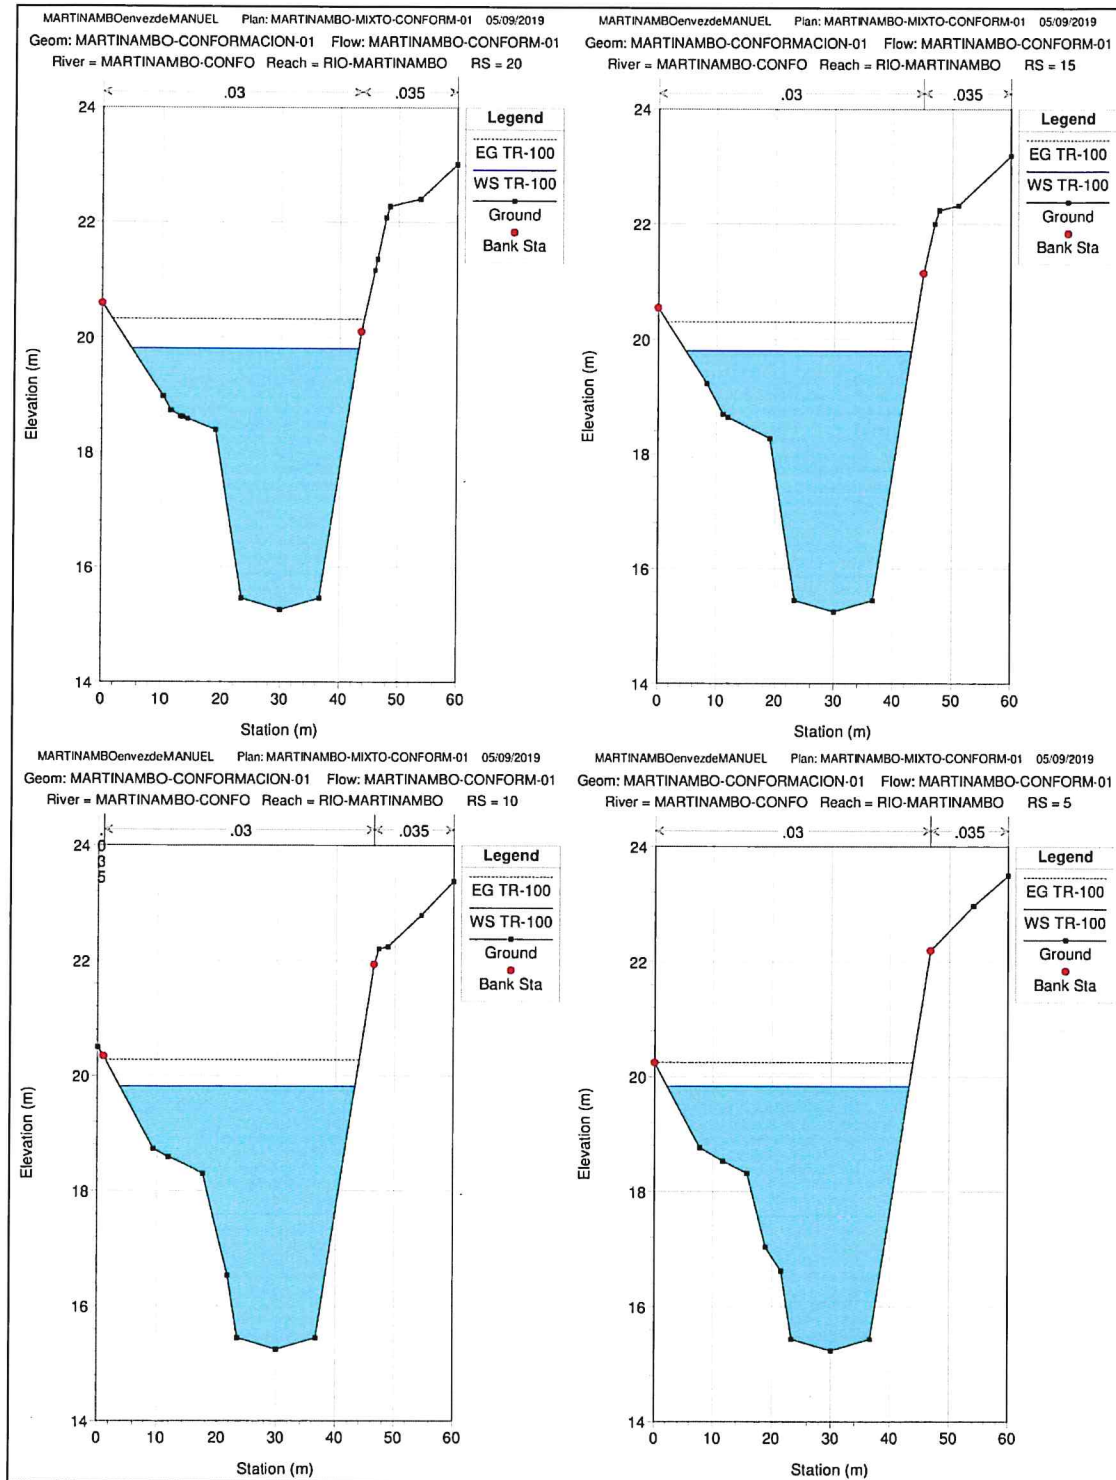 MARTINAMBOenvezdeMANUEL Plan: MARTINAMBO-MIXTO-CONFORM-01 05/09/2019
Geom: MARTINAMBO-CONFORMACION-01 Flow: MARTINAMBO-CONFORM-01
River = MARTINAMBO-CONFO Reach = RIO-MARTINAMBO RS = 20
.03 .035
24
22
20
18
16
14
Elevation (m)
0 10 20 30 40 50 60
Station (m)
Legend
EG TR-100
WS TR-100
Ground
Bank Sta
MARTINAMBOenvezdeMANUEL Plan: MARTINAMBO-MIXTO-CONFORM-01 05/09/2019
Geom: MARTINAMBO-CONFORMACION-01 Flow: MARTINAMBO-CONFORM-01
River = MARTINAMBO-CONFO Reach = RIO-MARTINAMBO RS = 15
.03 .035
24
22
20
18
16
14
Elevation (m)
0 10 20 30 40 50 60
Station (m)
Legend
EG TR-100
WS TR-100
Ground
Bank Sta
MARTINAMBOenvezdeMANUEL Plan: MARTINAMBO-MIXTO-CONFORM-01 05/09/2019
Geom: MARTINAMBO-CONFORMACION-01 Flow: MARTINAMBO-CONFORM-01
River = MARTINAMBO-CONFO Reach = RIO-MARTINAMBO RS = 10
.035 .03 .035
24
22
20
18
16
14
Elevation (m)
0 10 20 30 40 50 60
Station (m)
Legend
EG TR-100
WS TR-100
Ground
Bank Sta
MARTINAMBOenvezdeMANUEL Plan: MARTINAMBO-MIXTO-CONFORM-01 05/09/2019
Geom: MARTINAMBO-CONFORMACION-01 Flow: MARTINAMBO-CONFORM-01
River = MARTINAMBO-CONFO Reach = RIO-MARTINAMBO RS = 5
.03 .035
24
22
20
18
16
14
Elevation (m)
0 10 20 30 40 50 60
Station (m)
Legend
EG TR-100
WS TR-100
Ground
Bank Sta